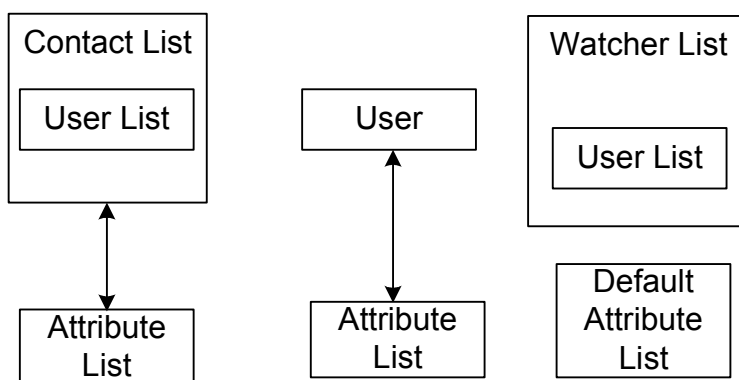 Contact List
User List
Attribute
List
User
Attribute
List
Watcher List
User List
Default
Attribute
List